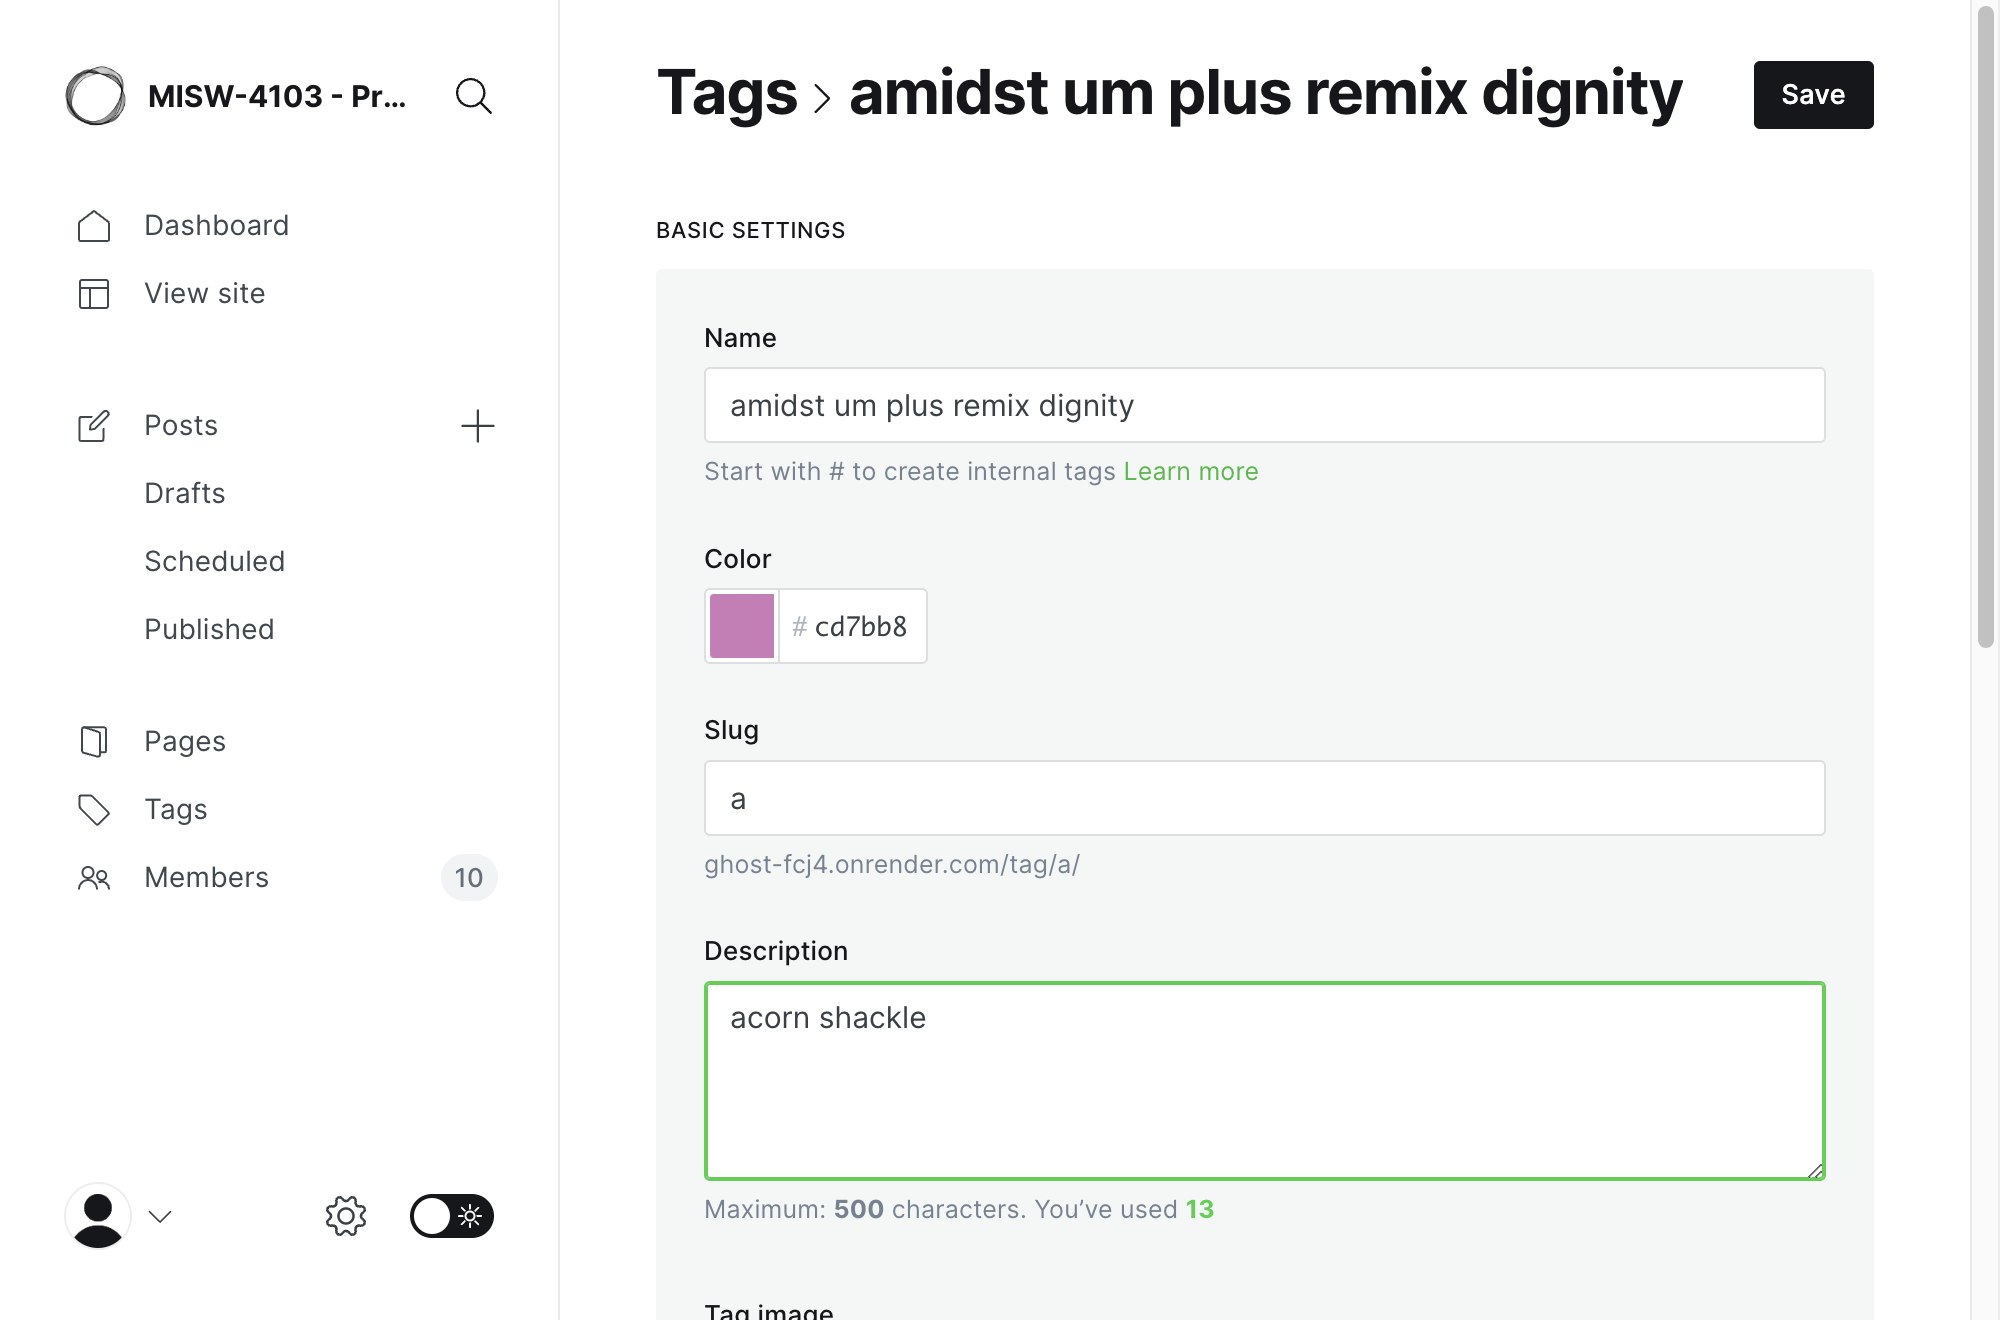 MISW-4103 - Pr...
Dashboard
View site
Posts
Drafts
Scheduled
Published
Pages
Tags
Members 10
Tags > amidst um plus remix dignity
Save
BASIC SETTINGS
Name
amidst um plus remix dignity
Start with # to create internal tags Learn more
Color
# cd7bb8
Slug
a
ghost-fcj4.onrender.com/tag/a/
Description
acorn shackle
Maximum: 500 characters. You’ve used 13
Tag image